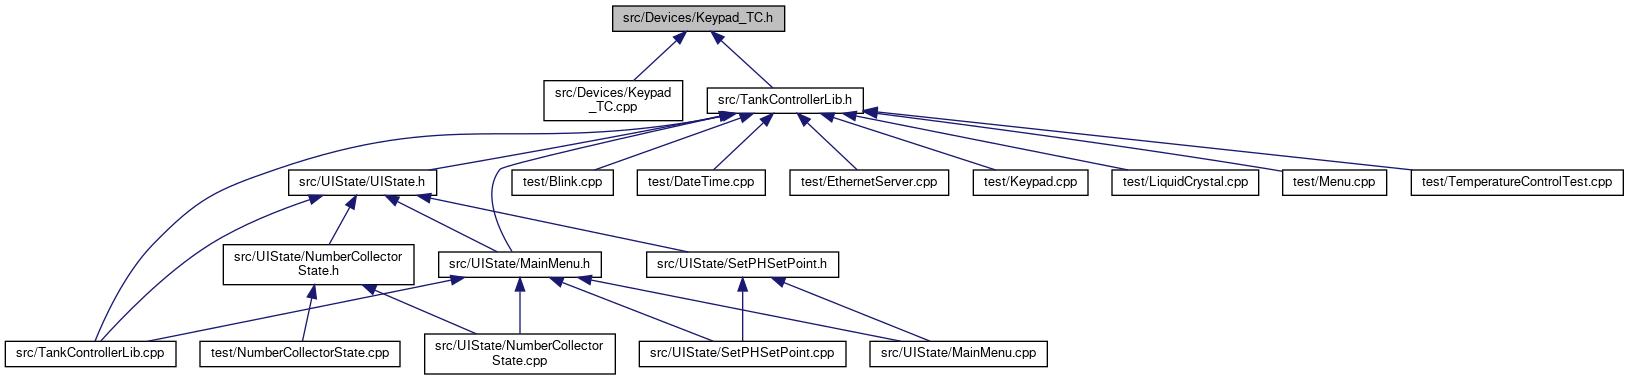 src/Devices/Keypad_TC.h
src/Devices/Keypad
_TC.cpp
src/TankControllerLib.h
src/UIState/UIState.h
test/Blink.cpp
test/DateTime.cpp
test/EthernetServer.cpp
test/Keypad.cpp
test/LiquidCrystal.cpp
test/Menu.cpp
test/TemperatureControlTest.cpp
src/UIState/NumberCollector
State.h
src/UIState/MainMenu.h
src/UIState/SetPHSetPoint.h
src/TankControllerLib.cpp
test/NumberCollectorState.cpp
src/UIState/NumberCollector
State.cpp
src/UIState/SetPHSetPoint.cpp
src/UIState/MainMenu.cpp